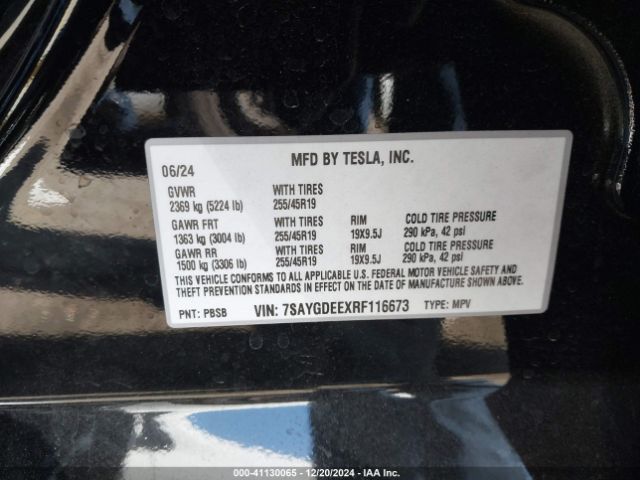 MFD BY TESLA, INC.
06/24
GVWR WITH TIRES
2369 kg (5224 lb) 255/45R19
GAWR FRT WITH TIRES RIM COLD TIRE PRESSURE
1363 kg (3004 lb) 255/45R19 19X9.5J 290 kPa, 42 psi
GAWR RR WITH TIRES RIM COLD TIRE PRESSURE
1500 kg (3306 lb) 255/45R19 19X9.5J 290 kPa, 42 psi
THIS VEHICLE CONFORMS TO ALL APPLICABLE U.S. FEDERAL MOTOR VEHICLE SAFETY AND
THEFT PREVENTION STANDARDS IN EFFECT ON THE DATE OF MANUFACTURE SHOWN ABOVE.
PNT: PBSB VIN: 7SAYGDEEXRF116673 TYPE: MPV
000-41130065 | 12/20/2024 - IAA Inc.